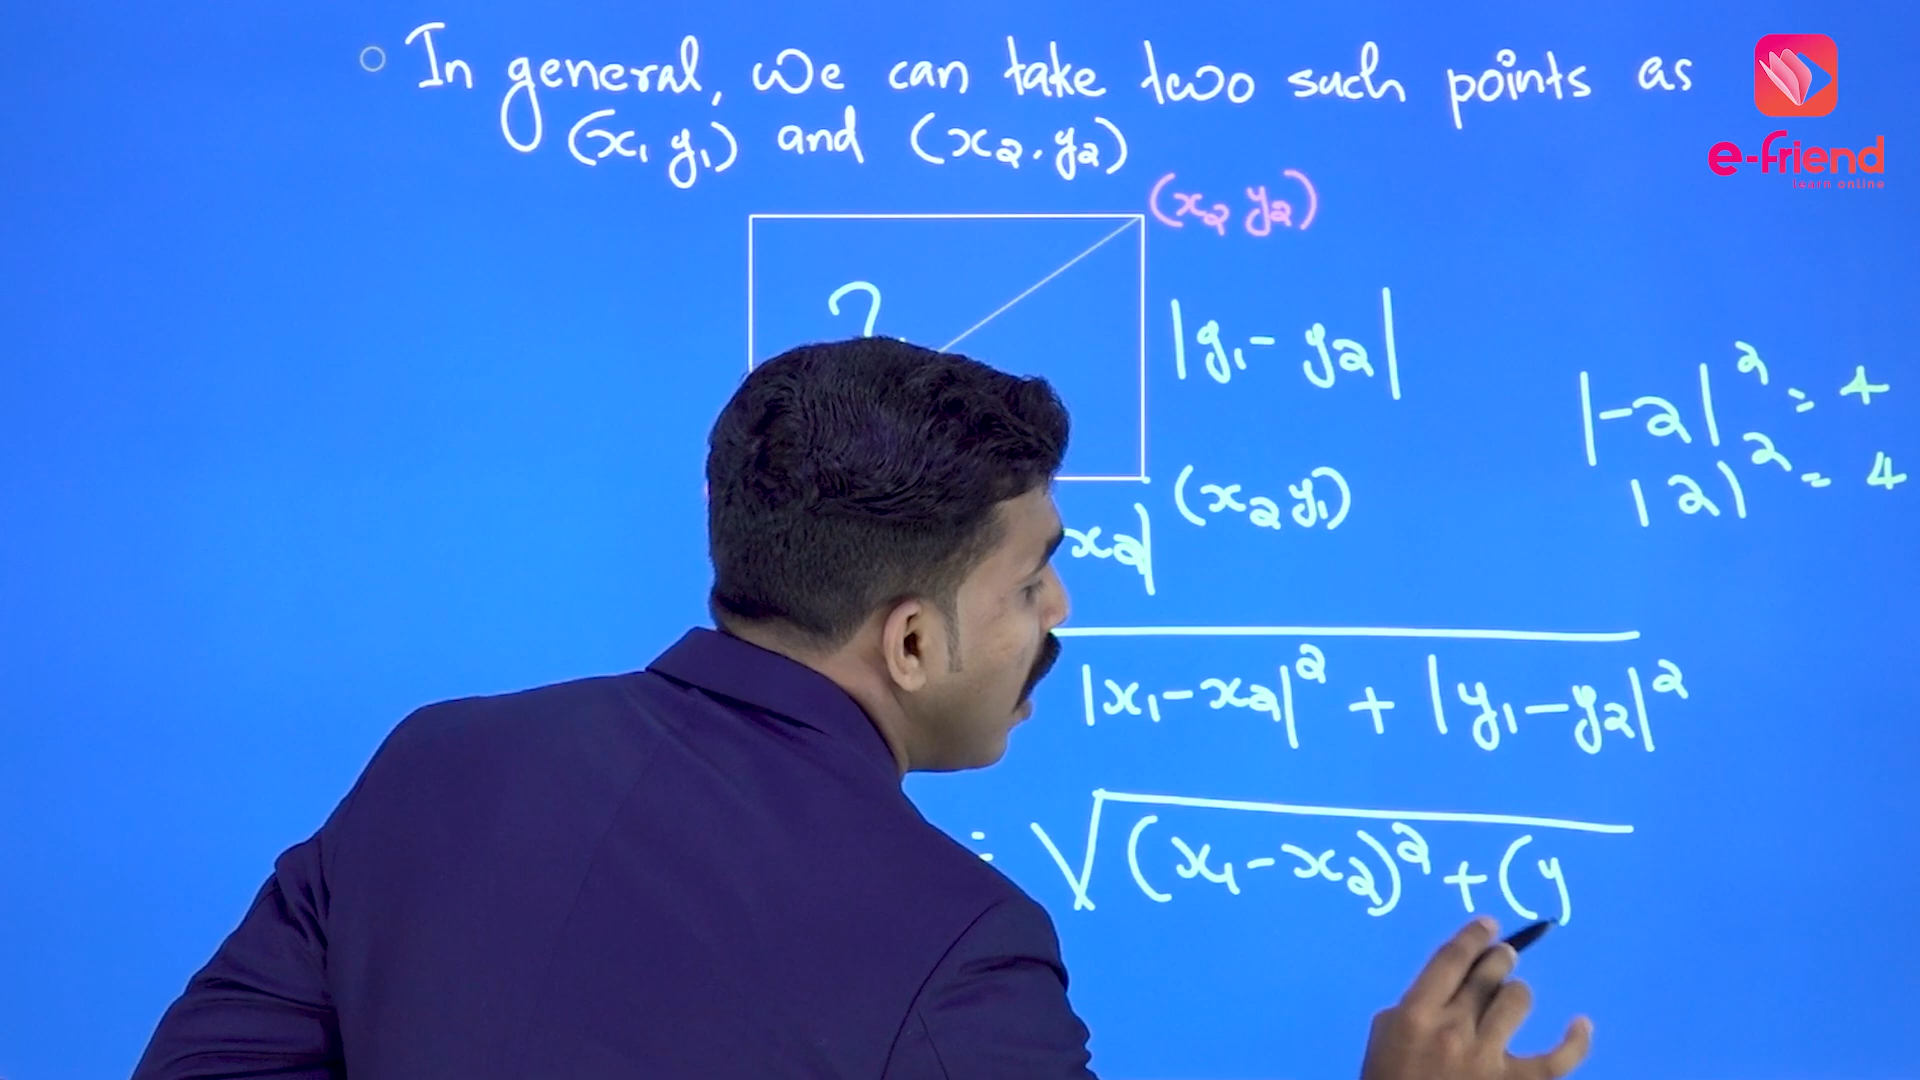 In general, we can take two such points as
(x₁ y₁) and (x₂, y₂)
e-friend
learn online
(x₂ y₂)
?
|y₁ - y₂|
|-2|² = 4
|2|² = 4
(x₂ y₁)
x₂|
|x₁ - x₂|² + |y₁ - y₂|²
= √(x₁ - x₂)² + (y